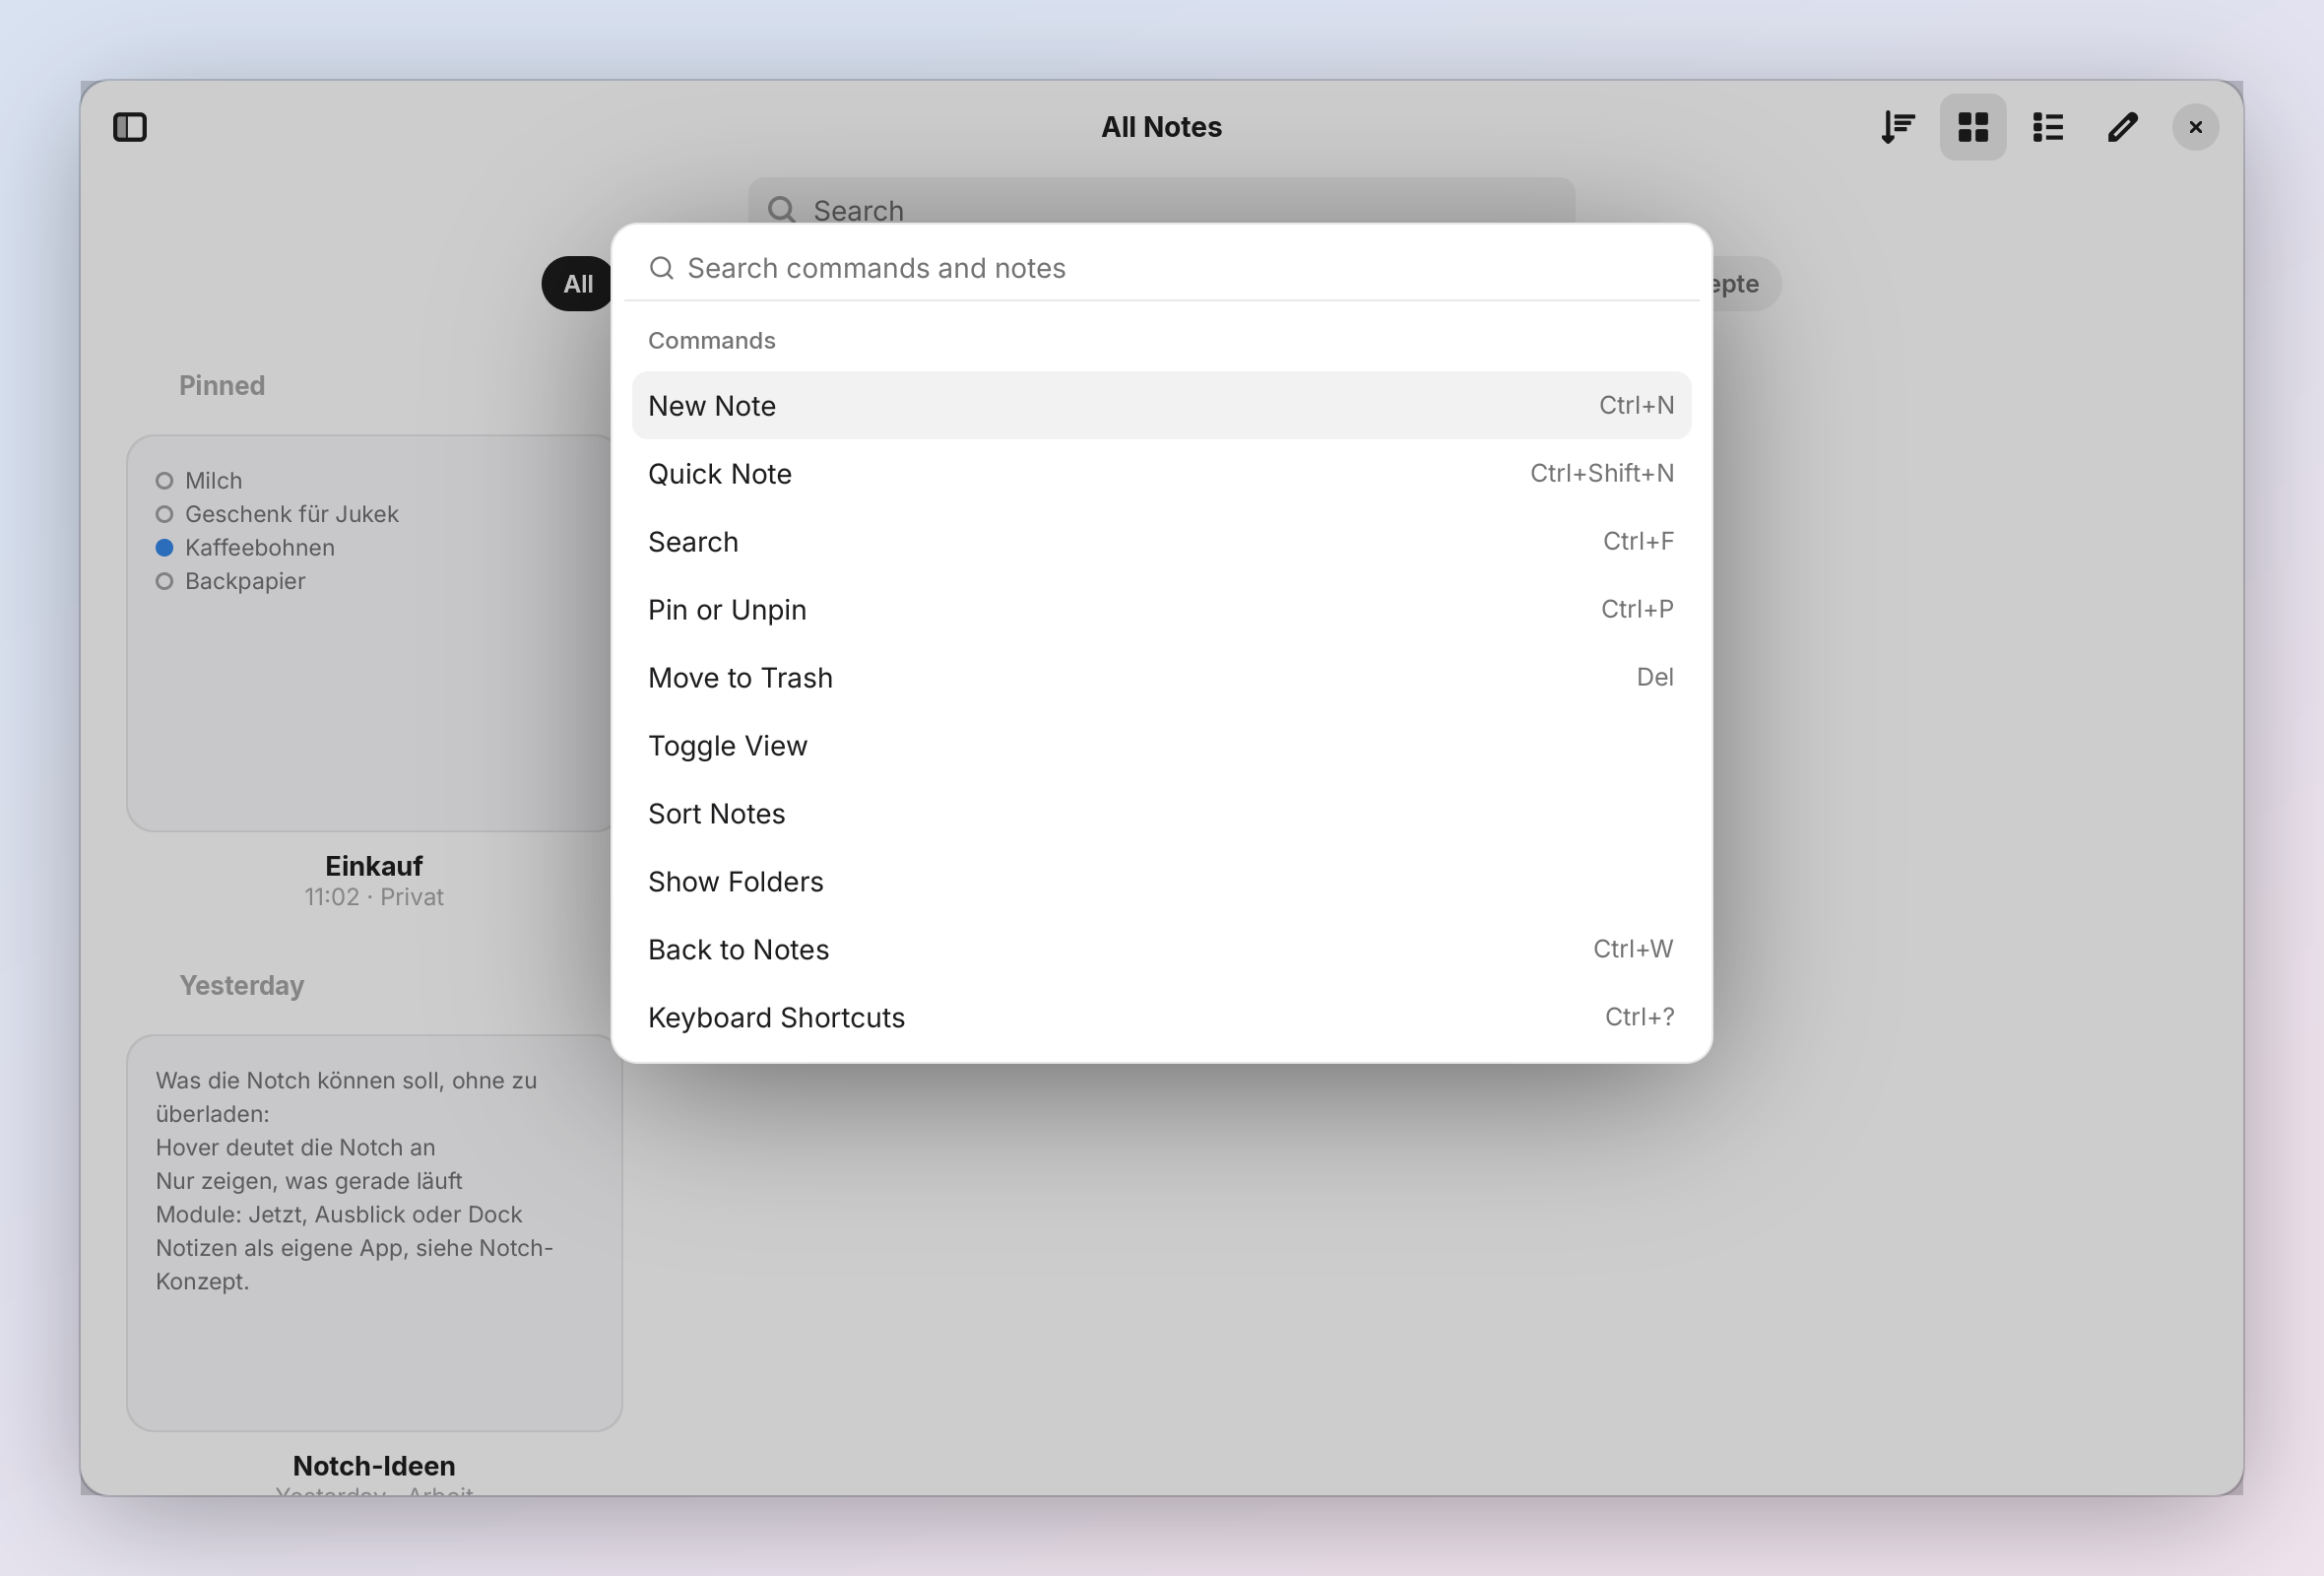 All Notes
Search
Search commands and notes
All
Commands
Pinned
New Note Ctrl+N
Quick Note Ctrl+Shift+N
Search Ctrl+F
Pin or Unpin Ctrl+P
Move to Trash Del
Toggle View
Sort Notes
Show Folders
Back to Notes Ctrl+W
Keyboard Shortcuts Ctrl+?
Milch
Geschenk für Jukek
Kaffeebohnen
Backpapier
Einkauf
11:02 · Privat
Yesterday
Was die Notch können soll, ohne zu
überladen:
Hover deutet die Notch an
Nur zeigen, was gerade läuft
Module: Jetzt, Ausblick oder Dock
Notizen als eigene App, siehe Notch-
Konzept.
Notch-Ideen
Yesterday · Arbeit